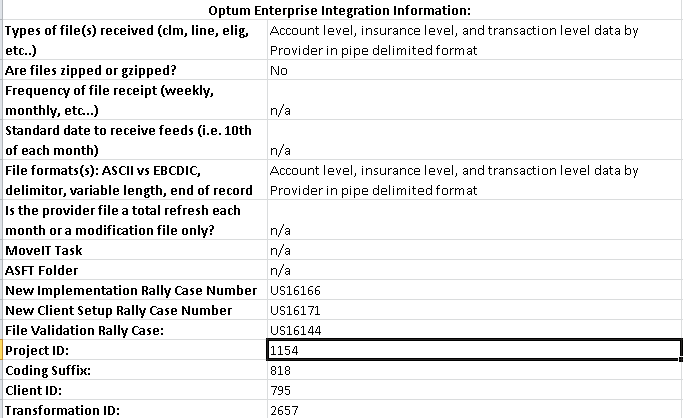 Optum Enterprise Integration Information:
Types of file(s) received (clm, line, elig, etc..) Account level, insurance level, and transaction level data by Provider in pipe delimited format
Are files zipped or gzipped? No
Frequency of file receipt (weekly, monthly, etc...) n/a
Standard date to receive feeds (i.e. 10th of each month) n/a
File formats(s): ASCII vs EBCDIC, delimitor, variable length, end of record Account level, insurance level, and transaction level data by Provider in pipe delimited format
Is the provider file a total refresh each month or a modification file only? n/a
MoveIT Task n/a
ASFT Folder n/a
New Implementation Rally Case Number US16166
New Client Setup Rally Case Number US16171
File Validation Rally Case: US16144
Project ID: 1154
Coding Suffix: 818
Client ID: 795
Transformation ID: 2657